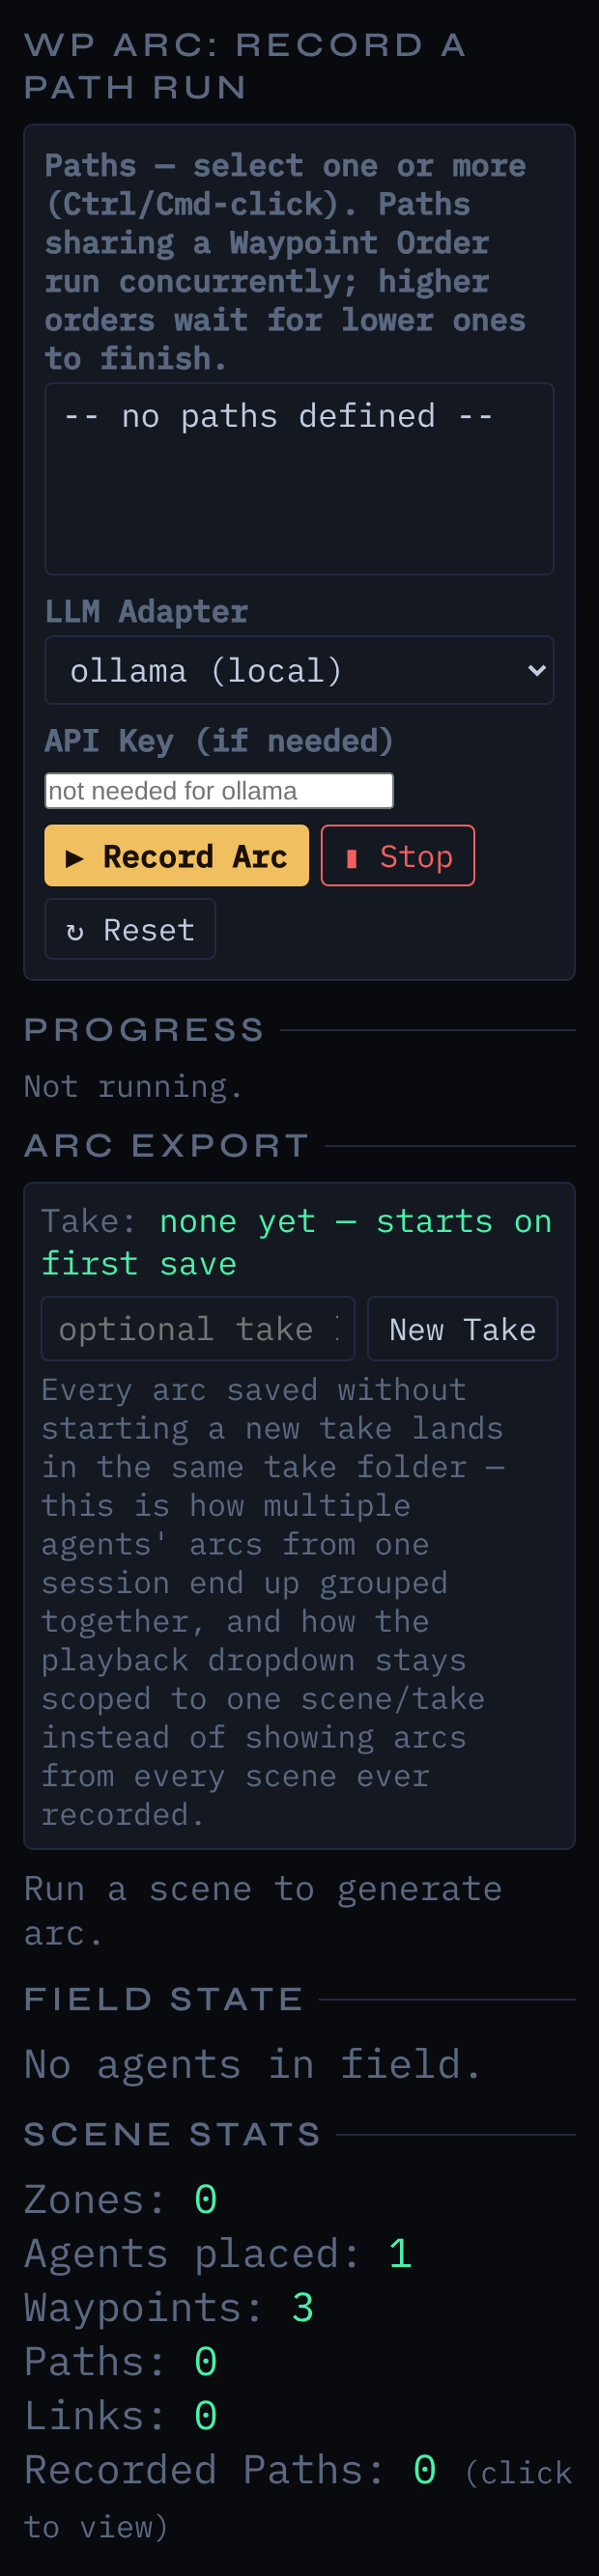 WP ARC: RECORD A
PATH RUN
Paths — select one or more
(Ctrl/Cmd-click). Paths
sharing a Waypoint Order
run concurrently; higher
orders wait for lower ones
to finish.
-- no paths defined --
LLM Adapter
ollama (local)
API Key (if needed)
not needed for ollama
▶ Record Arc
▮ Stop
↻ Reset
PROGRESS
Not running.
ARC EXPORT
Take: none yet — starts on
first save
optional take
New Take
Every arc saved without
starting a new take lands
in the same take folder —
this is how multiple
agents' arcs from one
session end up grouped
together, and how the
playback dropdown stays
scoped to one scene/take
instead of showing arcs
from every scene ever
recorded.
Run a scene to generate
arc.
FIELD STATE
No agents in field.
SCENE STATS
Zones: 0
Agents placed: 1
Waypoints: 3
Paths: 0
Links: 0
Recorded Paths: 0 (click
to view)